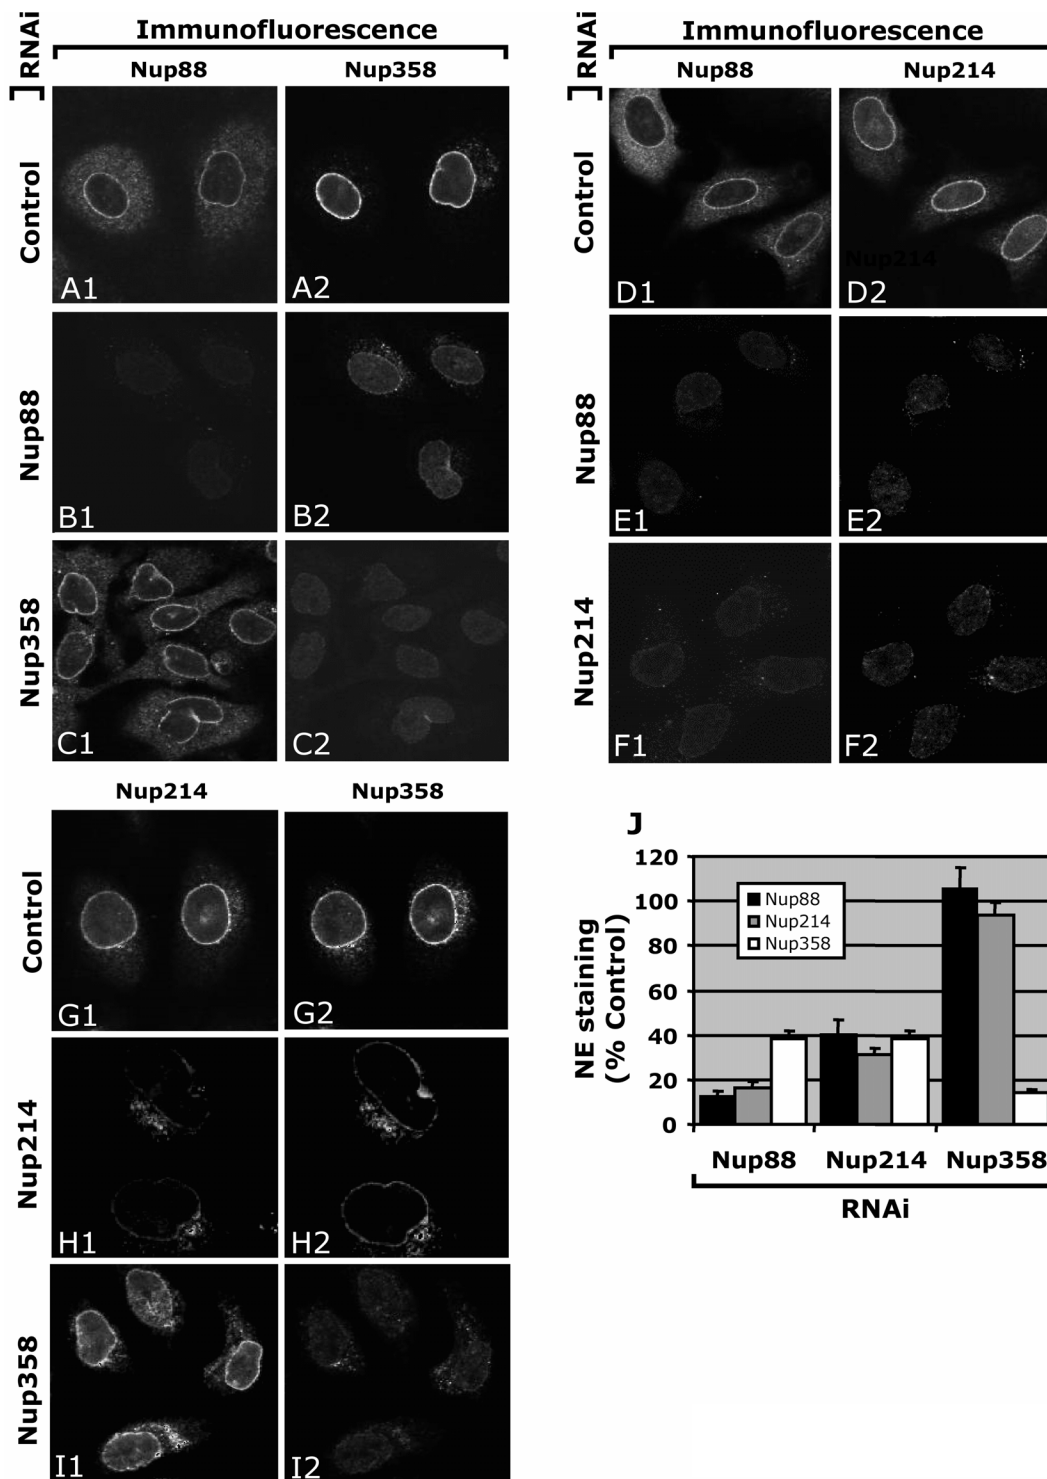 RNAi
Immunofluorescence
Nup88 Nup358
Control
A1 A2
Nup88
B1 B2
Nup358
C1 C2
RNAi
Immunofluorescence
Nup88 Nup214
Control
Nup214
D1 D2
Nup88
E1 E2
Nup214
F1 F2
Nup214 Nup358
Control
G1 G2
Nup214
H1 H2
Nup358
I1 I2
J
NE staining
(% Control)
120
100
80
60
40
20
0
Nup88
Nup214
Nup358
Nup88 Nup214 Nup358
RNAi